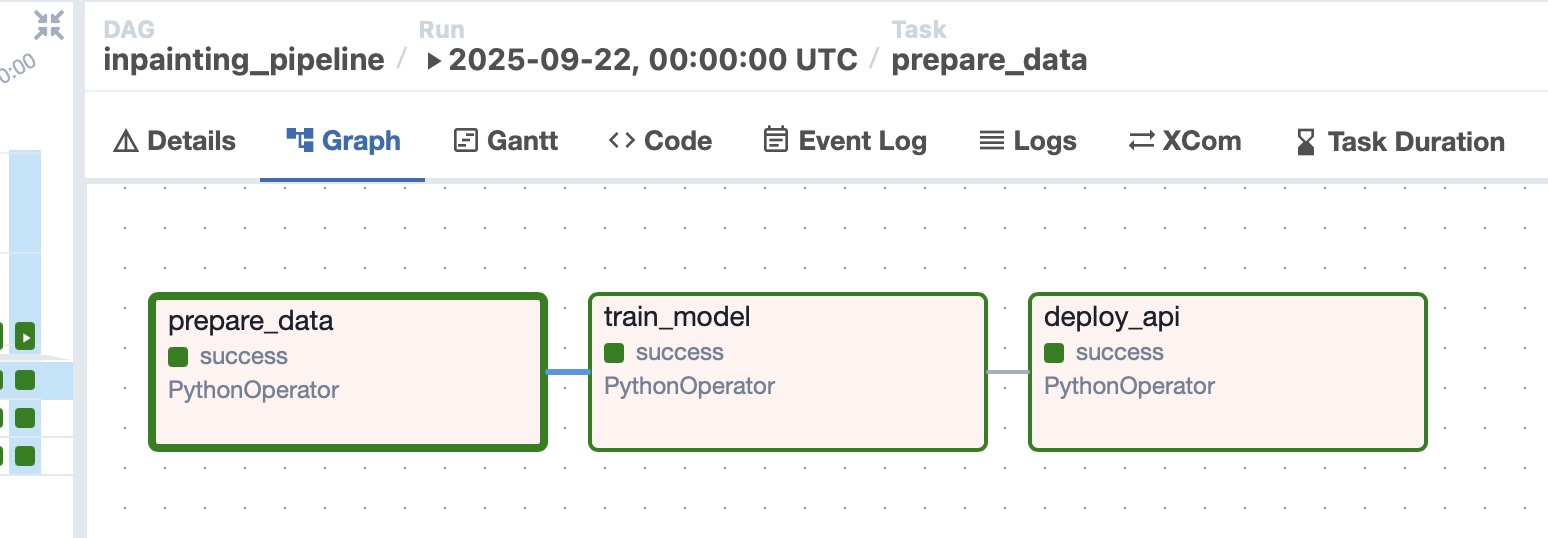 DAG Run Task
inpainting_pipeline / 2025-09-22, 00:00:00 UTC / prepare_data
0:00
Details Graph Gantt Code Event Log Logs XCom Task Duration
prepare_data
success
PythonOperator
train_model
success
PythonOperator
deploy_api
success
PythonOperator